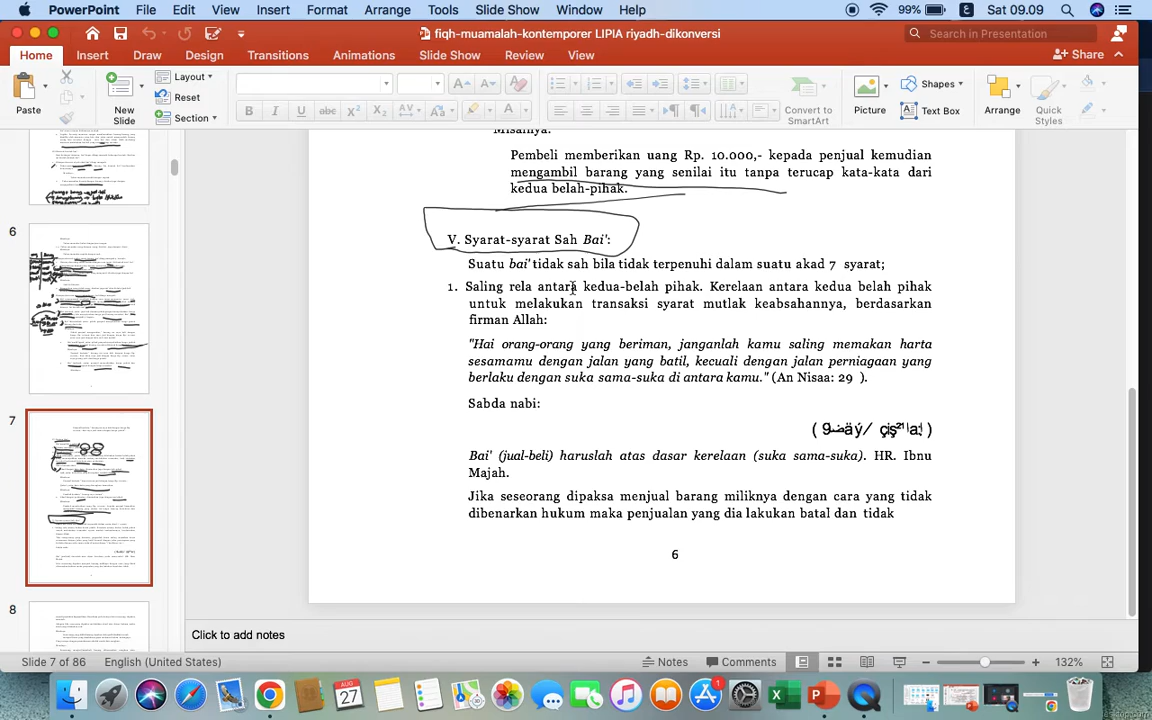 PowerPoint File Edit View Insert Format Arrange Tools Slide Show Window Help 99% Sat 09.09
fiqh-muamalah-kontemporer LIPIA riyadh-dikonversi
Search in Presentation
Home Insert Draw Design Transitions Animations Slide Show Review View
Share
Paste
New Slide
Layout
Reset
Section
Convert to SmartArt
Picture
Shapes
Text Box
Arrange
Quick Styles
Misalnya:
Pembeli memberikan uang Rp. 10.000,- kepada penjual kemudian
mengambil barang yang senilai itu tanpa terucap kata-kata dari
kedua belah-pihak.
V. Syarat-syarat Sah Bai':
Suatu bai' tidak sah bila tidak terpenuhi dalam suatu akad 7 syarat;
1. Saling rela antara kedua-belah pihak. Kerelaan antara kedua belah pihak
untuk melakukan transaksi syarat mutlak keabsahannya, berdasarkan
firman Allah:
"Hai orang-orang yang beriman, janganlah kamu saling memakan harta
sesamamu dengan jalan yang batil, kecuali dengan jalan perniagaan yang
berlaku dengan suka sama-suka di antara kamu." (An Nisaa: 29 ).
Sabda nabi:
Bai' (jual-beli) haruslah atas dasar kerelaan (suka sama-suka). HR. Ibnu
Majah.
Jika seseorang dipaksa menjual barang miliknya dengan cara yang tidak
dibenarkan hukum maka penjualan yang dia lakukan batal dan tidak
6
6
7
8
Click to add notes
Slide 7 of 86 English (United States) Notes Comments 132%
AUG
27
1